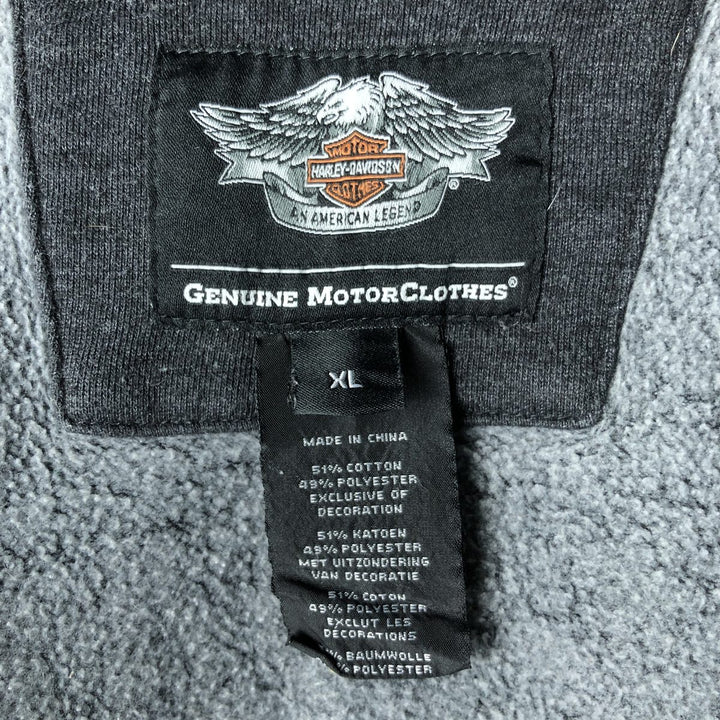 MOTOR
HARLEY-DAVIDSON
CLOTHES
®
AN AMERICAN LEGEND
GENUINE MOTORCLOTHES®
XL
MADE IN CHINA
51% COTTON
49% POLYESTER
EXCLUSIVE OF
DECORATION
51% KATOEN
49% POLYESTER
MET UITZONDERING
VAN DECORATIE
51% COTON
49% POLYESTER
EXCLUT LES
DECORATIONS
% BAUMWOLLE
% POLYESTER